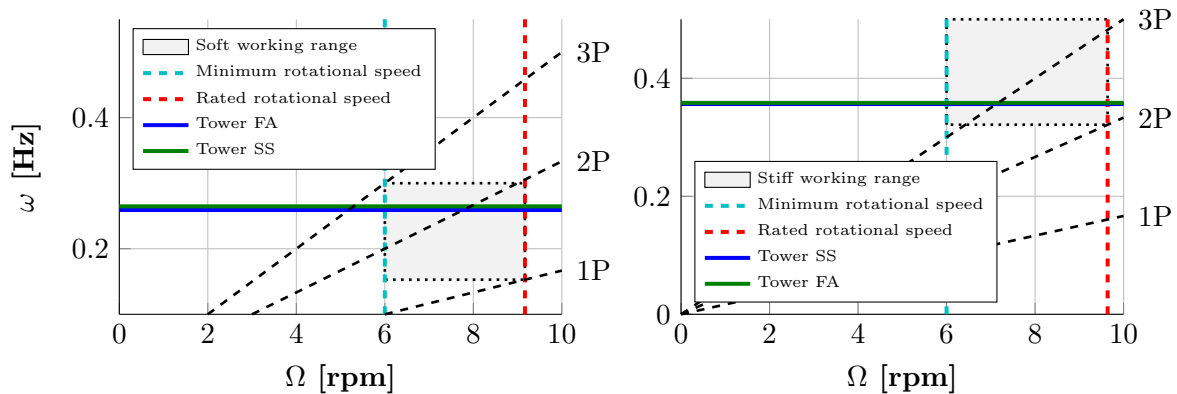 Soft working range
Minimum rotational speed
Rated rotational speed
Tower FA
Tower SS
3P
2P
1P
0.4
0.2
0 2 4 6 8 10
ω [Hz]
Ω [rpm]
Stiff working range
Minimum rotational speed
Rated rotational speed
Tower SS
Tower FA
3P
2P
1P
0.4
0.2
0
0 2 4 6 8 10
Ω [rpm]